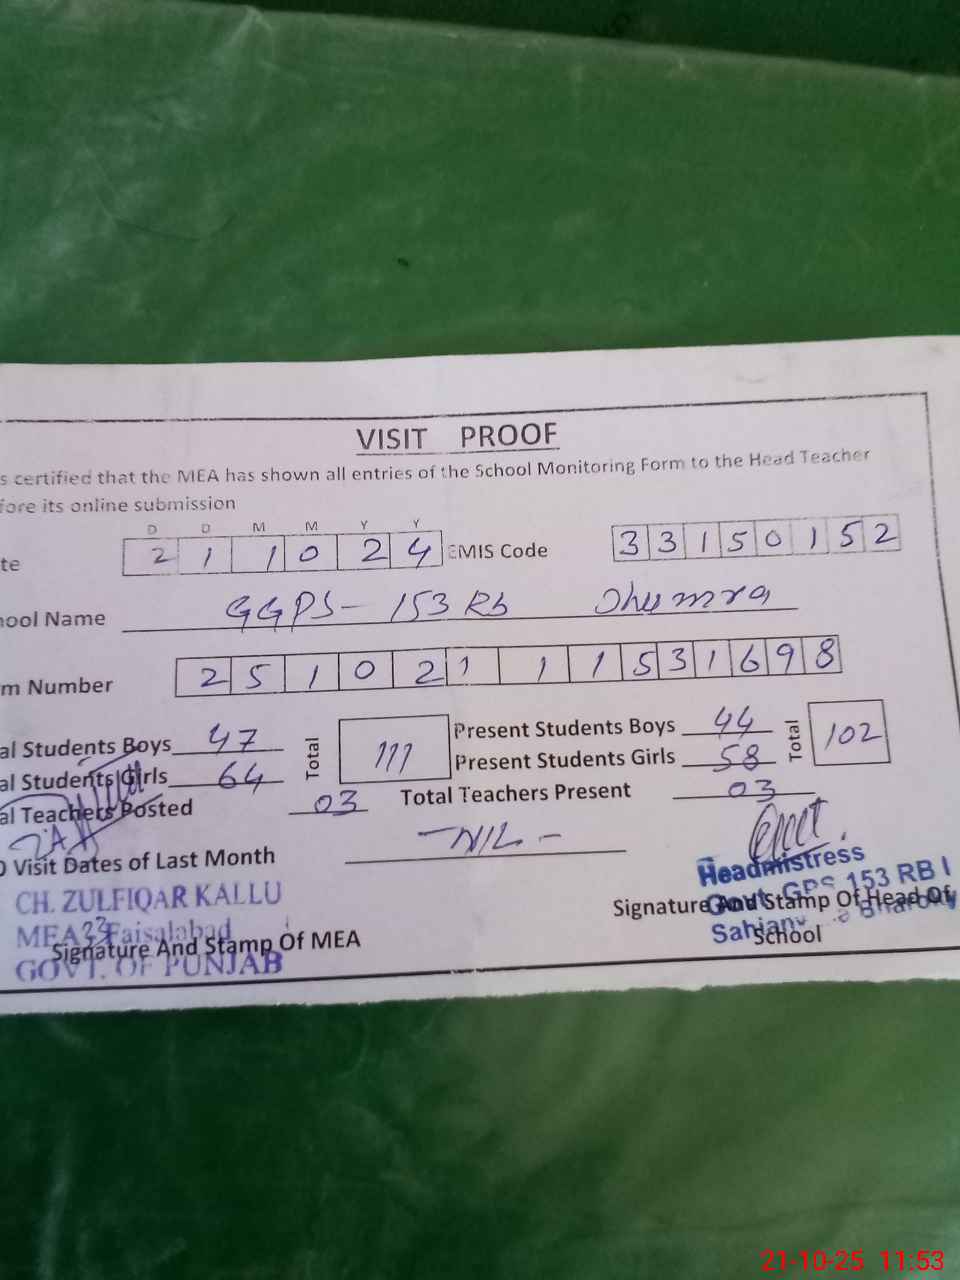 VISIT PROOF
s certified that the MEA has shown all entries of the School Monitoring Form to the Head Teacher
fore its online submission
D D M M Y Y
te 2 1 1 0 2 4 EMIS Code 3 3 1 5 0 1 5 2
hool Name GGPS - 153 Rb Jhumra
m Number 2 5 1 0 2 1 1 1 5 3 1 6 9 8
al Students Boys 47 Total 111 Present Students Boys 44 Total 102
al Students Girls 64 Present Students Girls 58
al Teachers Posted 03 Total Teachers Present 03
O Visit Dates of Last Month - NIL -
CH. ZULFIQAR KALLU
MEA Faisalabad
GOVT. OF PUNJAB
Signature And Stamp Of MEA
Headmistress
Govt. GPS 153 RB I
Signature And Stamp Of Head Of
School
21-10-25 11:53